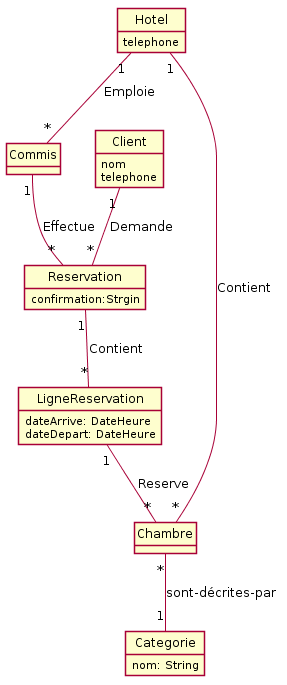 Hotel
telephone
1
1
Emploie
*
Commis
Client
nom
telephone
1
1
Effectue
Demande
*
*
Reservation
confirmation:Strgin
Contient
1
Contient
*
LigneReservation
dateArrive: DateHeure
dateDepart: DateHeure
1
Reserve
*
*
Chambre
*
sont-décrites-par
1
Categorie
nom: String